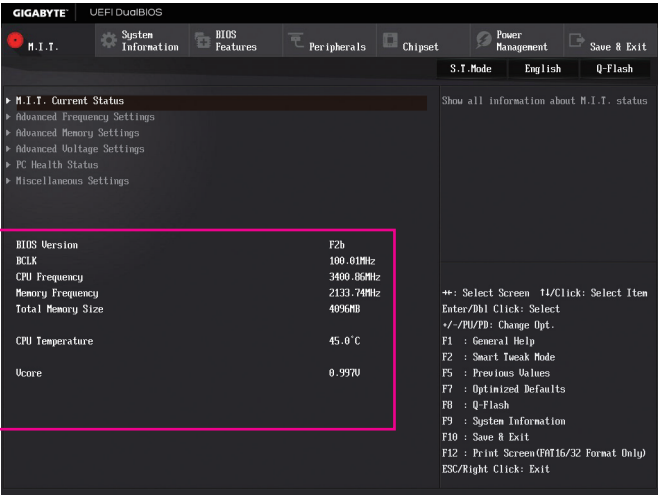 GIGABYTE™ UEFI DualBIOS
M.I.T.
System Information
BIOS Features
Peripherals
Chipset
Power Management
Save & Exit
S.T.Mode English Q-Flash
M.I.T. Current Status
Show all information about M.I.T. status
Advanced Frequency Settings
Advanced Memory Settings
Advanced Voltage Settings
PC Health Status
Miscellaneous Settings
BIOS Version F2b
BCLK 100.01MHz
CPU Frequency 3400.86MHz
Memory Frequency 2133.74MHz
Total Memory Size 4096MB
CPU Temperature 45.0°C
Vcore 0.997V
→←: Select Screen ↑↓/Click: Select Item
Enter/Dbl Click: Select
+/-/PU/PD: Change Opt.
F1 : General Help
F2 : Smart Tweak Mode
F5 : Previous Values
F7 : Optimized Defaults
F8 : Q-Flash
F9 : System Information
F10 : Save & Exit
F12 : Print Screen(FAT16/32 Format Only)
ESC/Right Click: Exit